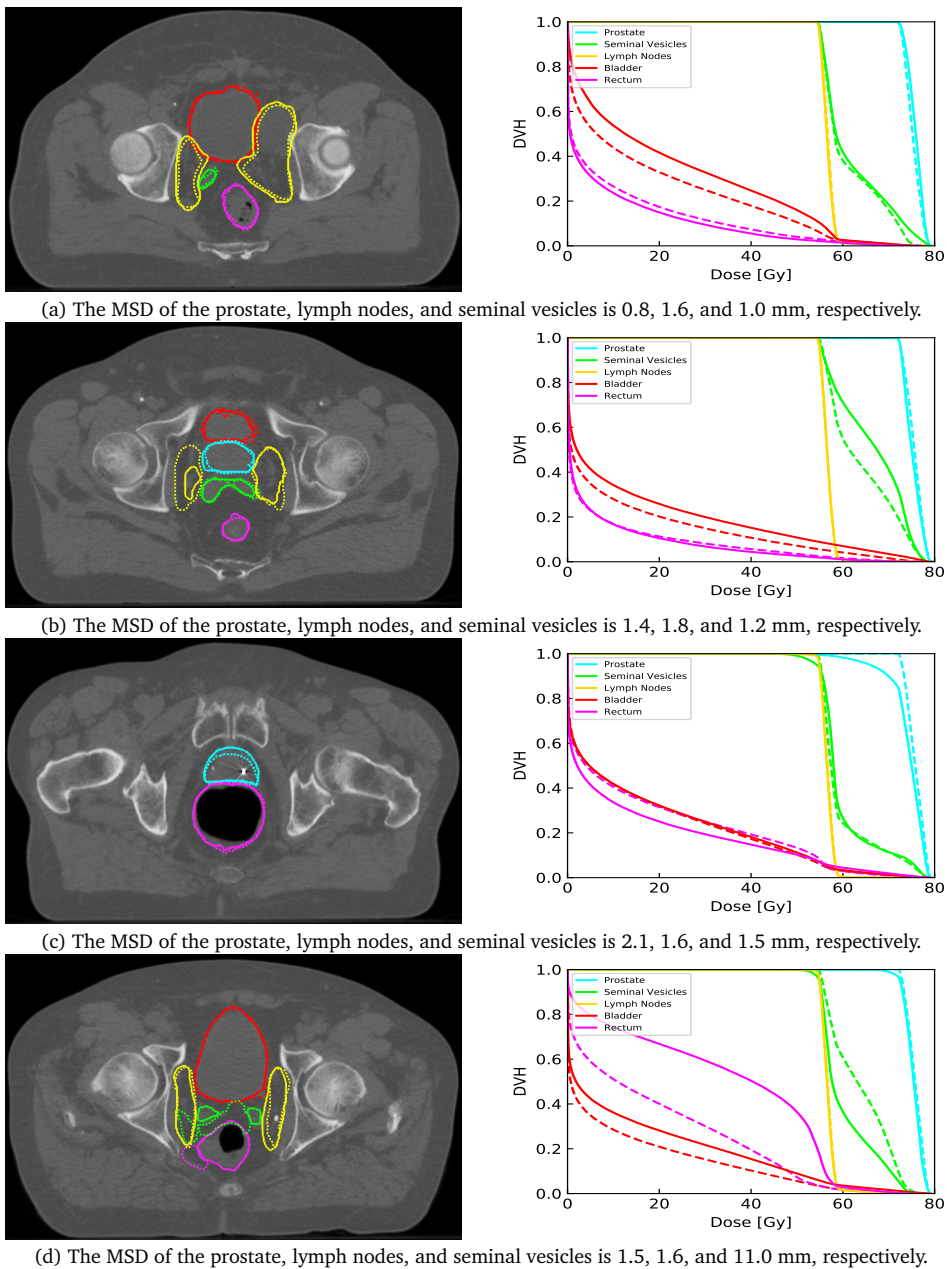 1.0
0.8
0.6
0.4
0.2
0.0
DVH
Prostate
Seminal Vesicles
Lymph Nodes
Bladder
Rectum
0 20 40 60 80
Dose [Gy]
(a) The MSD of the prostate, lymph nodes, and seminal vesicles is 0.8, 1.6, and 1.0 mm, respectively.
1.0
0.8
0.6
0.4
0.2
0.0
DVH
Prostate
Seminal Vesicles
Lymph Nodes
Bladder
Rectum
0 20 40 60 80
Dose [Gy]
(b) The MSD of the prostate, lymph nodes, and seminal vesicles is 1.4, 1.8, and 1.2 mm, respectively.
1.0
0.8
0.6
0.4
0.2
0.0
DVH
Prostate
Seminal Vesicles
Lymph Nodes
Bladder
Rectum
0 20 40 60 80
Dose [Gy]
(c) The MSD of the prostate, lymph nodes, and seminal vesicles is 2.1, 1.6, and 1.5 mm, respectively.
1.0
0.8
0.6
0.4
0.2
0.0
DVH
Prostate
Seminal Vesicles
Lymph Nodes
Bladder
Rectum
0 20 40 60 80
Dose [Gy]
(d) The MSD of the prostate, lymph nodes, and seminal vesicles is 1.5, 1.6, and 11.0 mm, respectively.